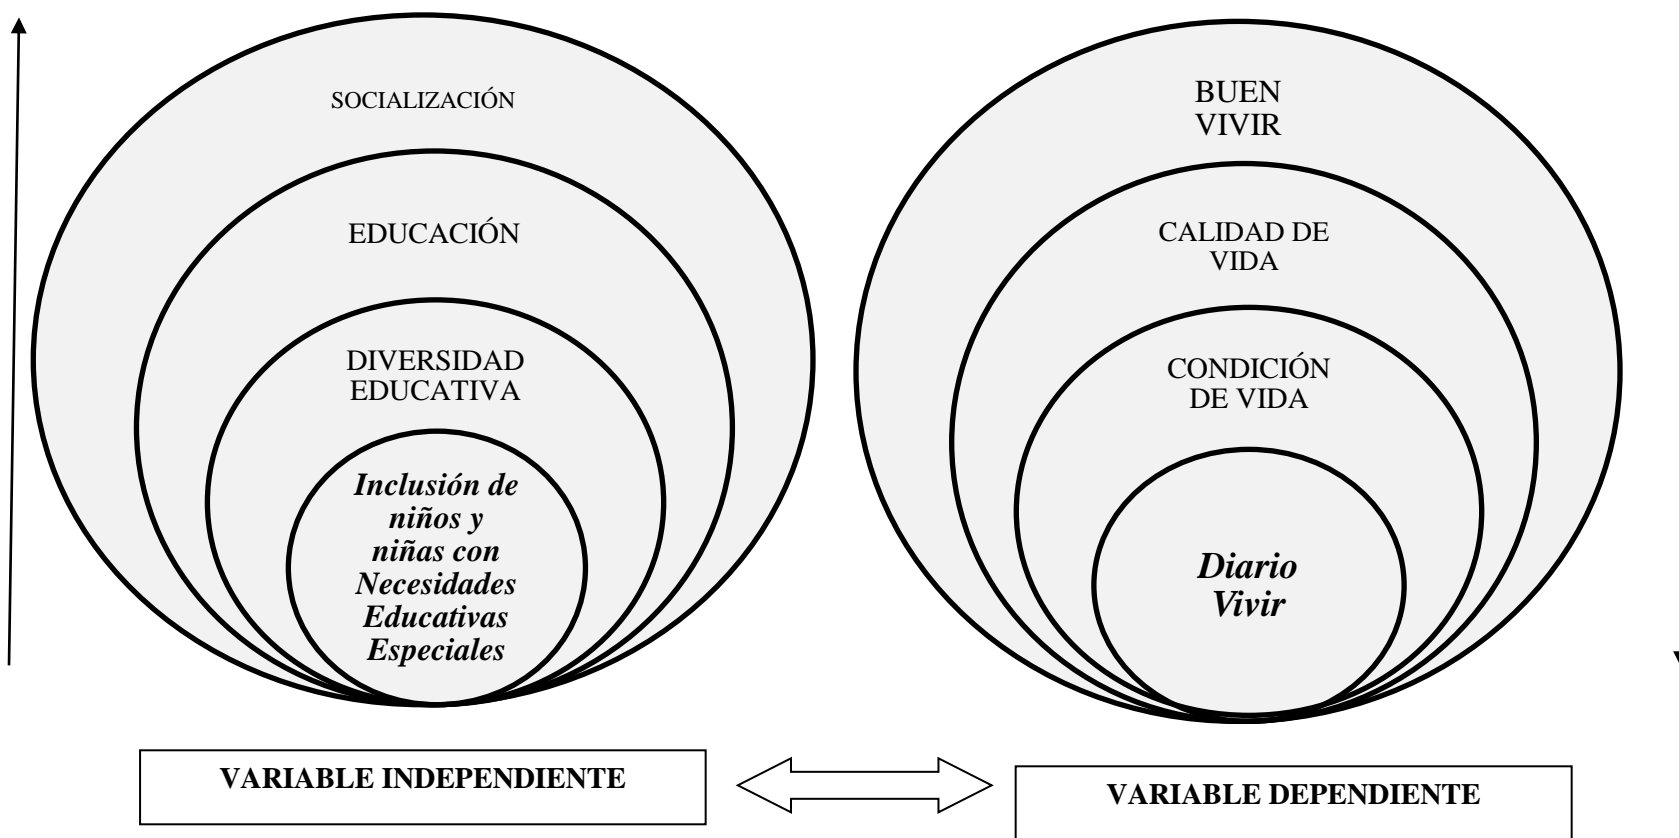 SOCIALIZACIÓN
EDUCACIÓN
DIVERSIDAD
EDUCATIVA
Inclusión de
niños y
niñas con
Necesidades
Educativas
Especiales
BUEN
VIVIR
CALIDAD DE
VIDA
CONDICIÓN
DE VIDA
Diario
Vivir
VARIABLE INDEPENDIENTE
VARIABLE DEPENDIENTE